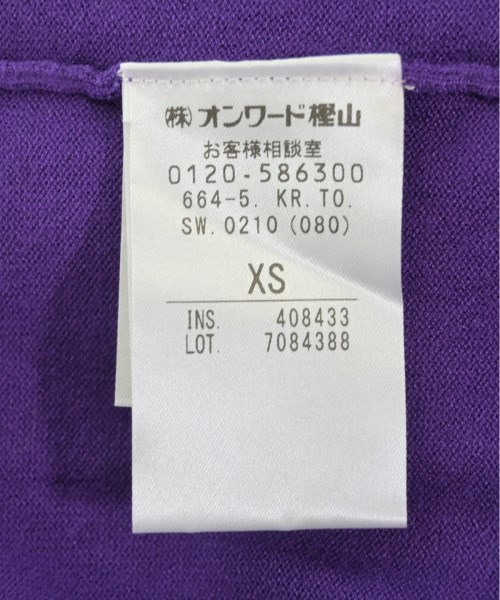 ㈱オンワード樫山
お客様相談室
0120-586300
664-5. KR. TO.
SW. 0210 (080)
XS
INS. 408433
LOT. 7084388